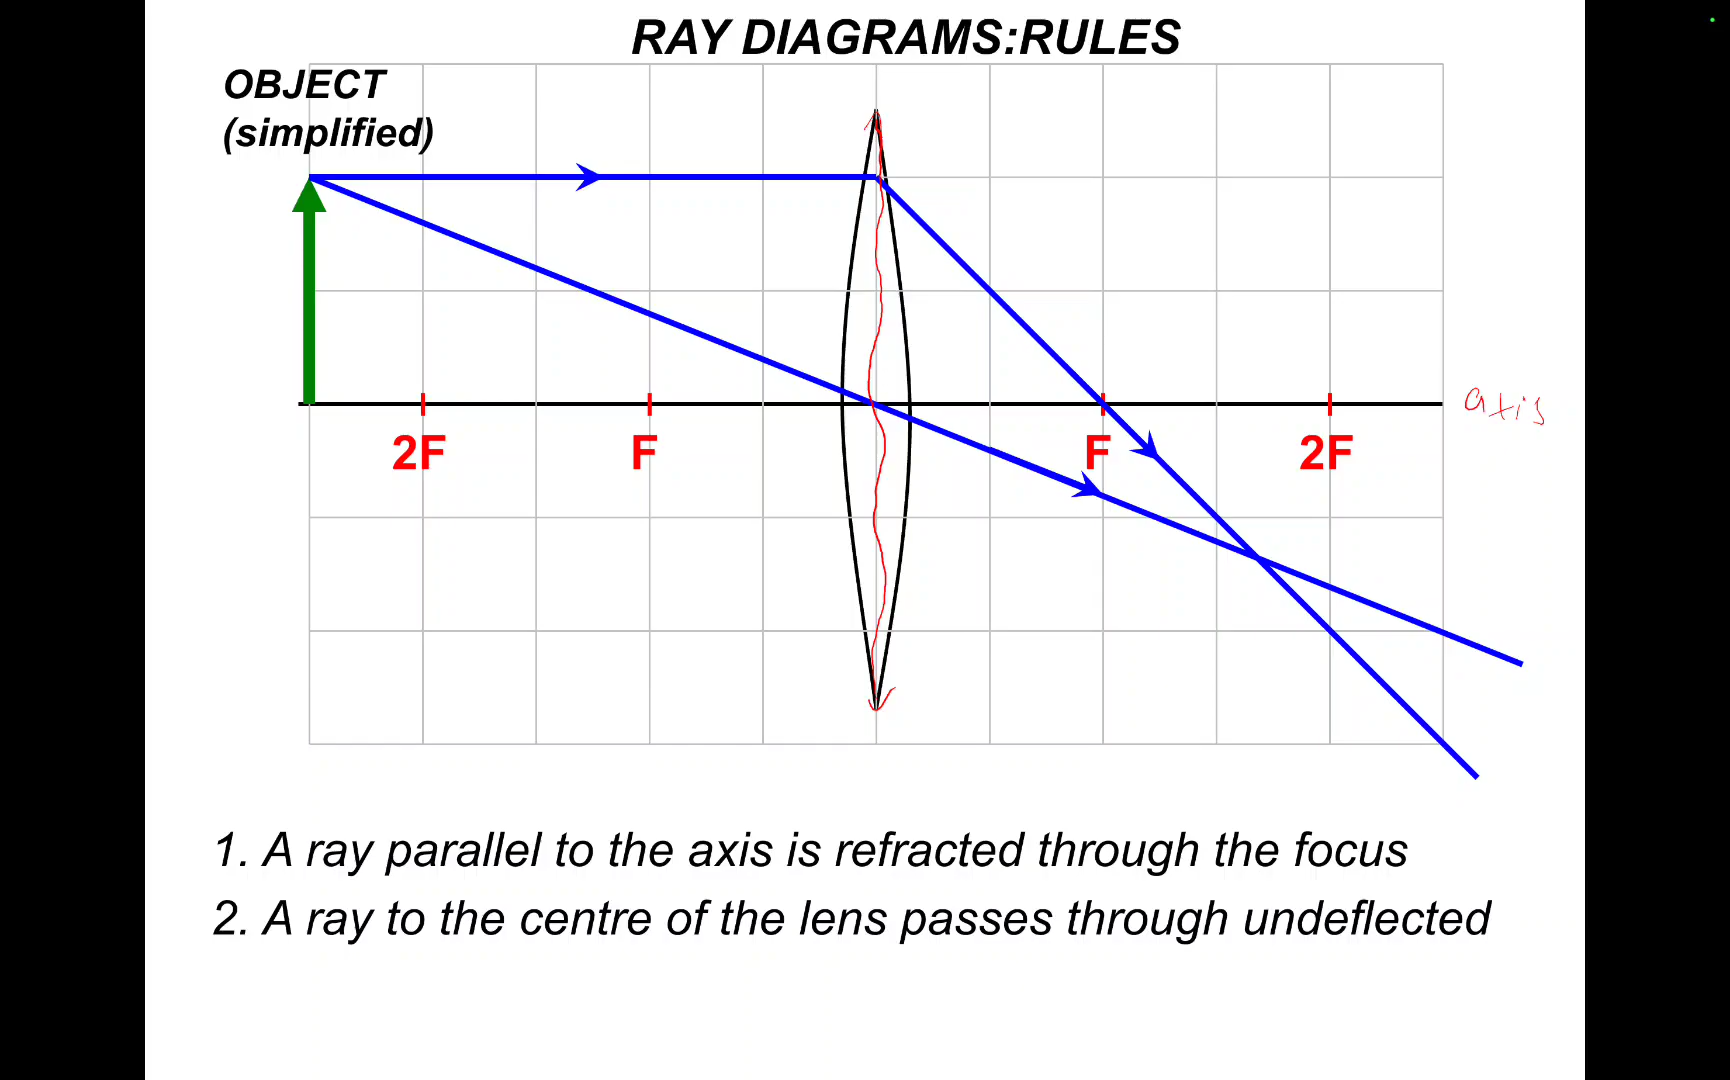 RAY DIAGRAMS:RULES
OBJECT
(simplified)
axis
2F F F 2F
1. A ray parallel to the axis is refracted through the focus
2. A ray to the centre of the lens passes through undeflected